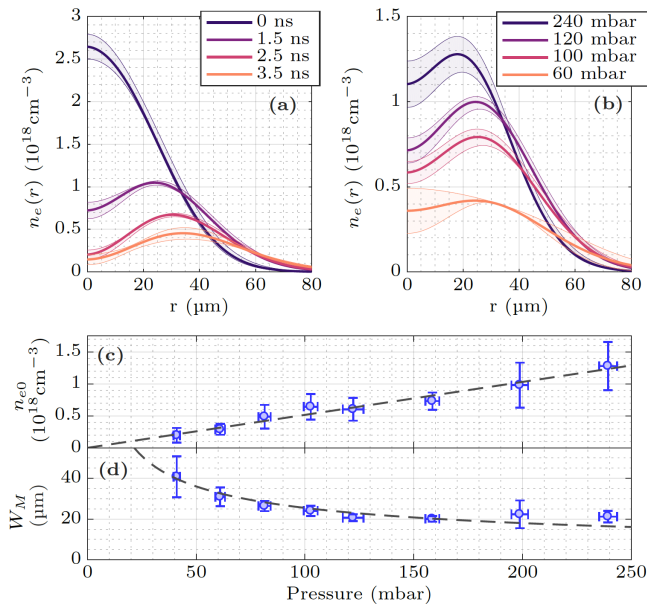 3
2.5
2
1.5
1
0.5
0
n_e(r) (10^18 cm^−3)
0 ns
1.5 ns
2.5 ns
3.5 ns
(a)
0 20 40 60 80
r (µm)
1.5
1
0.5
0
n_e(r) (10^18 cm^−3)
240 mbar
120 mbar
100 mbar
60 mbar
(b)
0 20 40 60 80
r (µm)
(c)
1.5
1
0.5
0
n_e0
(10^18 cm^−3)
(d)
40
20
0
W_M
(µm)
0 50 100 150 200 250
Pressure (mbar)